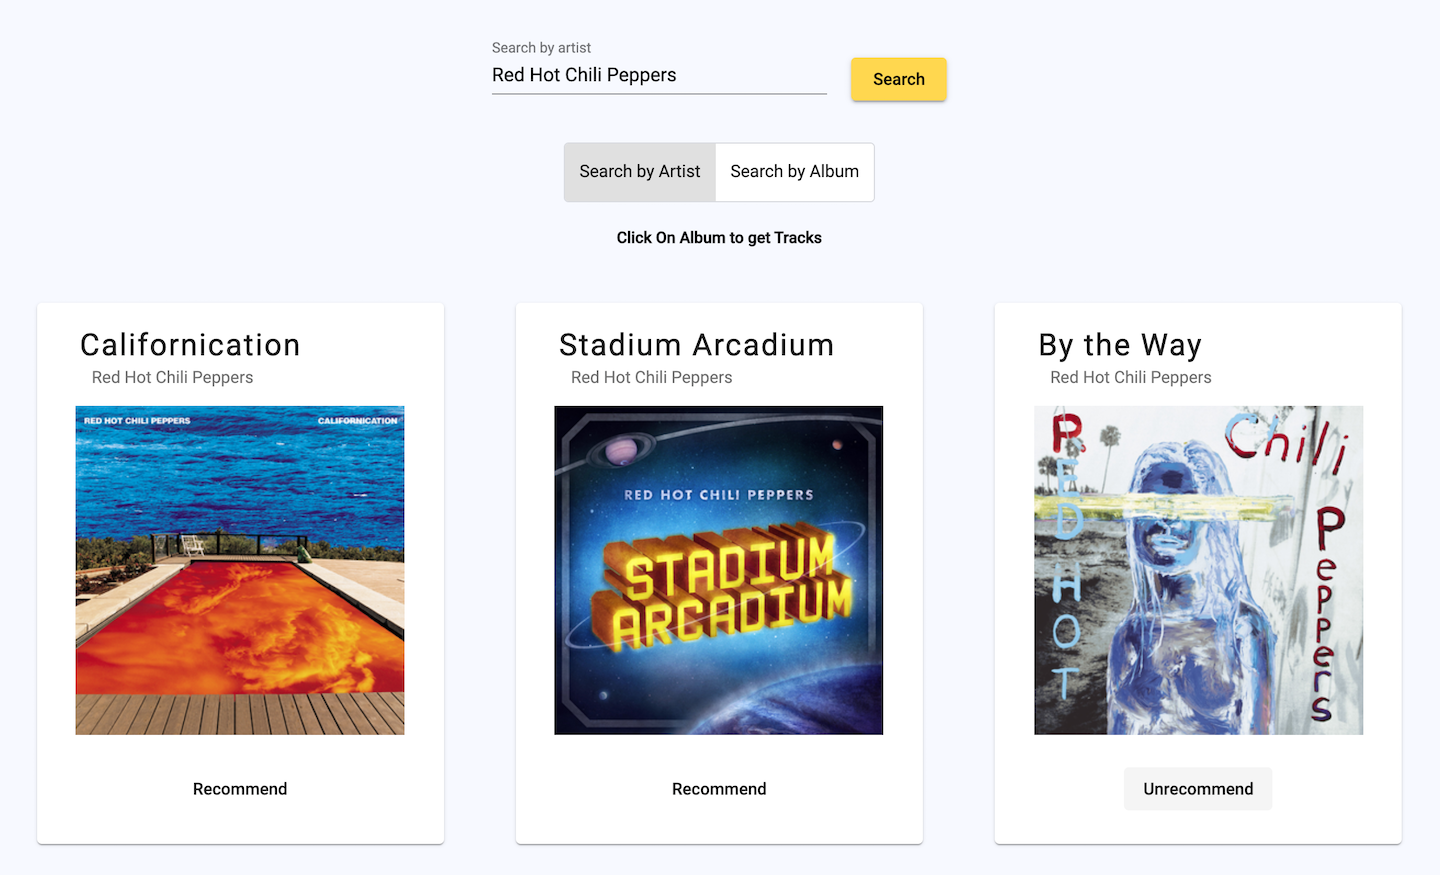 Search by artist
Red Hot Chili Peppers
Search
Search by Artist
Search by Album
Click On Album to get Tracks
Californication
Red Hot Chili Peppers
RED HOT CHILI PEPPERS
CALIFORNICATION
Recommend
Stadium Arcadium
Red Hot Chili Peppers
RED HOT CHILI PEPPERS
STADIUM
ARCADIUM
Recommend
By the Way
Red Hot Chili Peppers
RED HOT
Chili
Peppers
Unrecommend